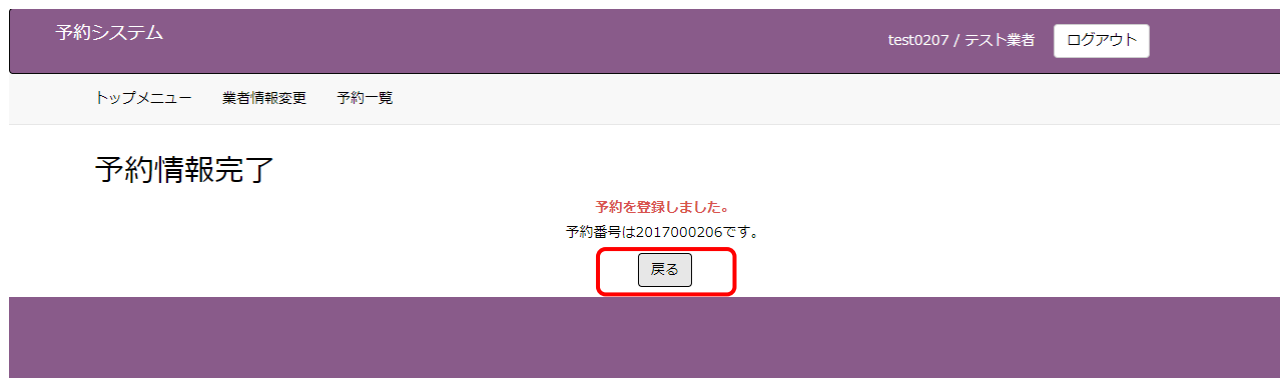 予約システム
test0207 / テスト業者 ログアウト
トップメニュー 業者情報変更 予約一覧
予約情報完了
予約を登録しました。
予約番号は2017000206です。
戻る